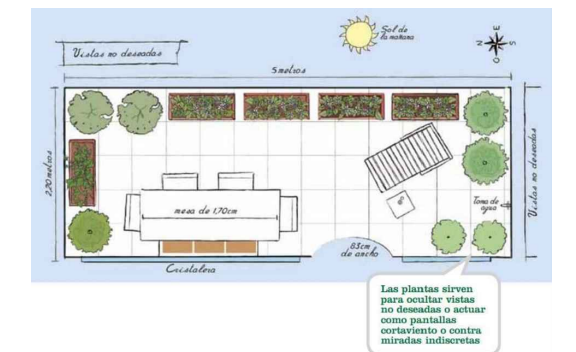 Vistas no deseadas
Sol de
la mañana
E
N
S
O
5 metros
2,20 metros
mesa de 1,70cm
Toma de
agua
Vistas no deseadas
83cm
de ancho
Cristalera
Las plantas sirven
para ocultar vistas
no deseadas o actuar
como pantallas
cortaviento o contra
miradas indiscretas